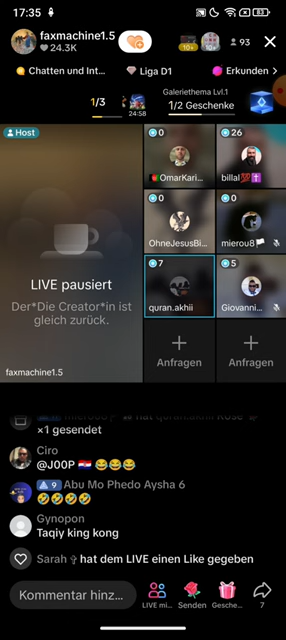 17:35
83
faxmachine1.5
24.3K
10+
10+
93
Chatten und Int...
Liga D1
Erkunden >
1/3
24:58
Galeriethema Lvl.1
1/2 Geschenke
Host
0
26
🇦🇫OmarKari...
billal💯✝️
0
0
OhneJesusBi...
mierou8🏳️
LIVE pausiert
Der*Die Creator*in ist
gleich zurück.
7
5
quran.akhii
Giovanni...
Anfragen
Anfragen
faxmachine1.5
×1 gesendet
Ciro
@J00P 🇭🇷 😂😂😂
9 Abu Mo Phedo Aysha 6
🤣🤣🤣🤣
Gynopon
Taqiy king kong
Sarah ✞ hat dem LIVE einen Like gegeben
Kommentar hinz...
LIVE mi...
Senden
Gesche...
7